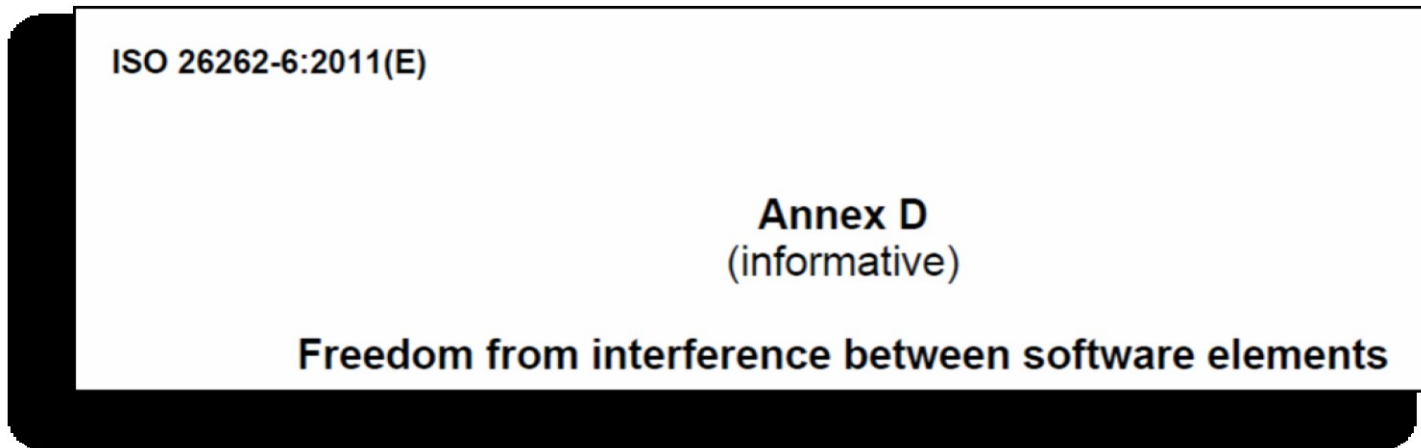 ISO 26262-6:2011(E)
Annex D
(informative)
Freedom from interference between software elements